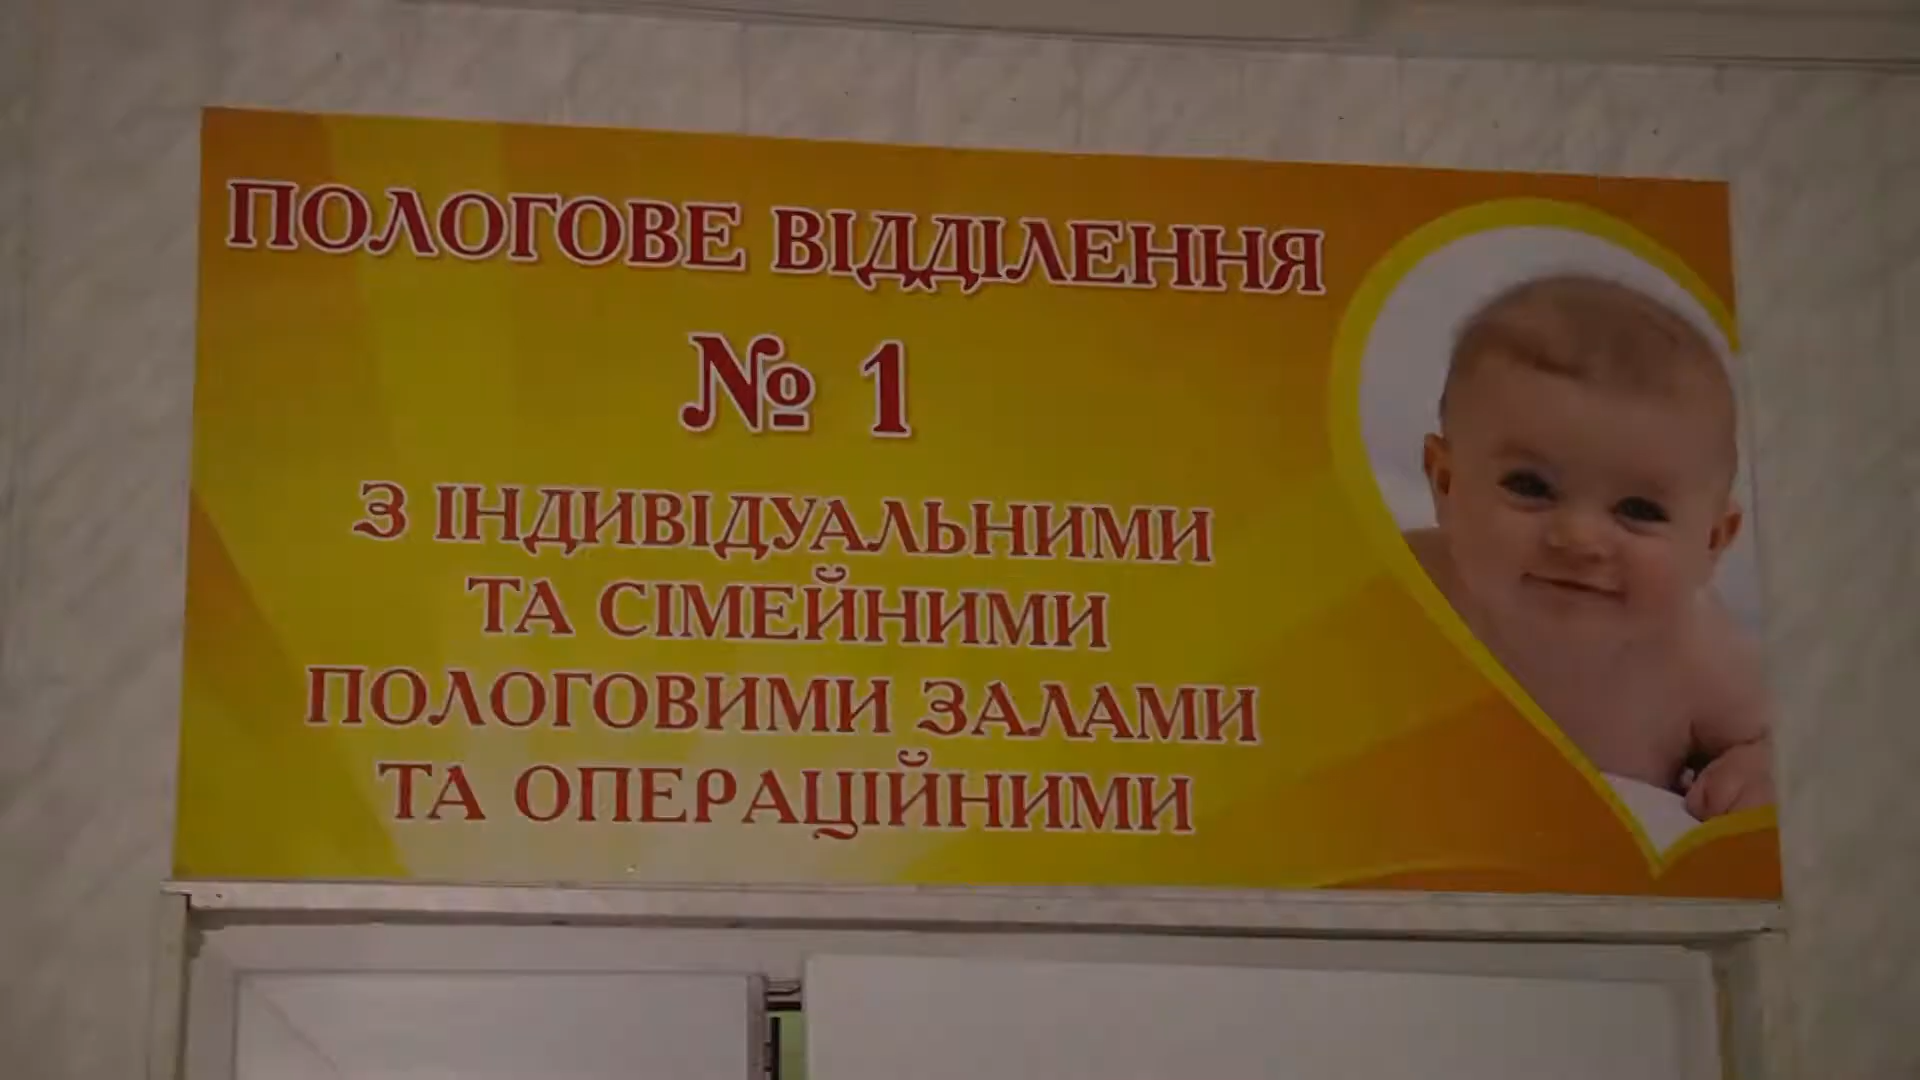 ПОЛОГОВЕ ВІДДІЛЕННЯ
№ 1
З ІНДИВІДУАЛЬНИМИ
ТА СІМЕЙНИМИ
ПОЛОГОВИМИ ЗАЛАМИ
ТА ОПЕРАЦІЙНИМИ